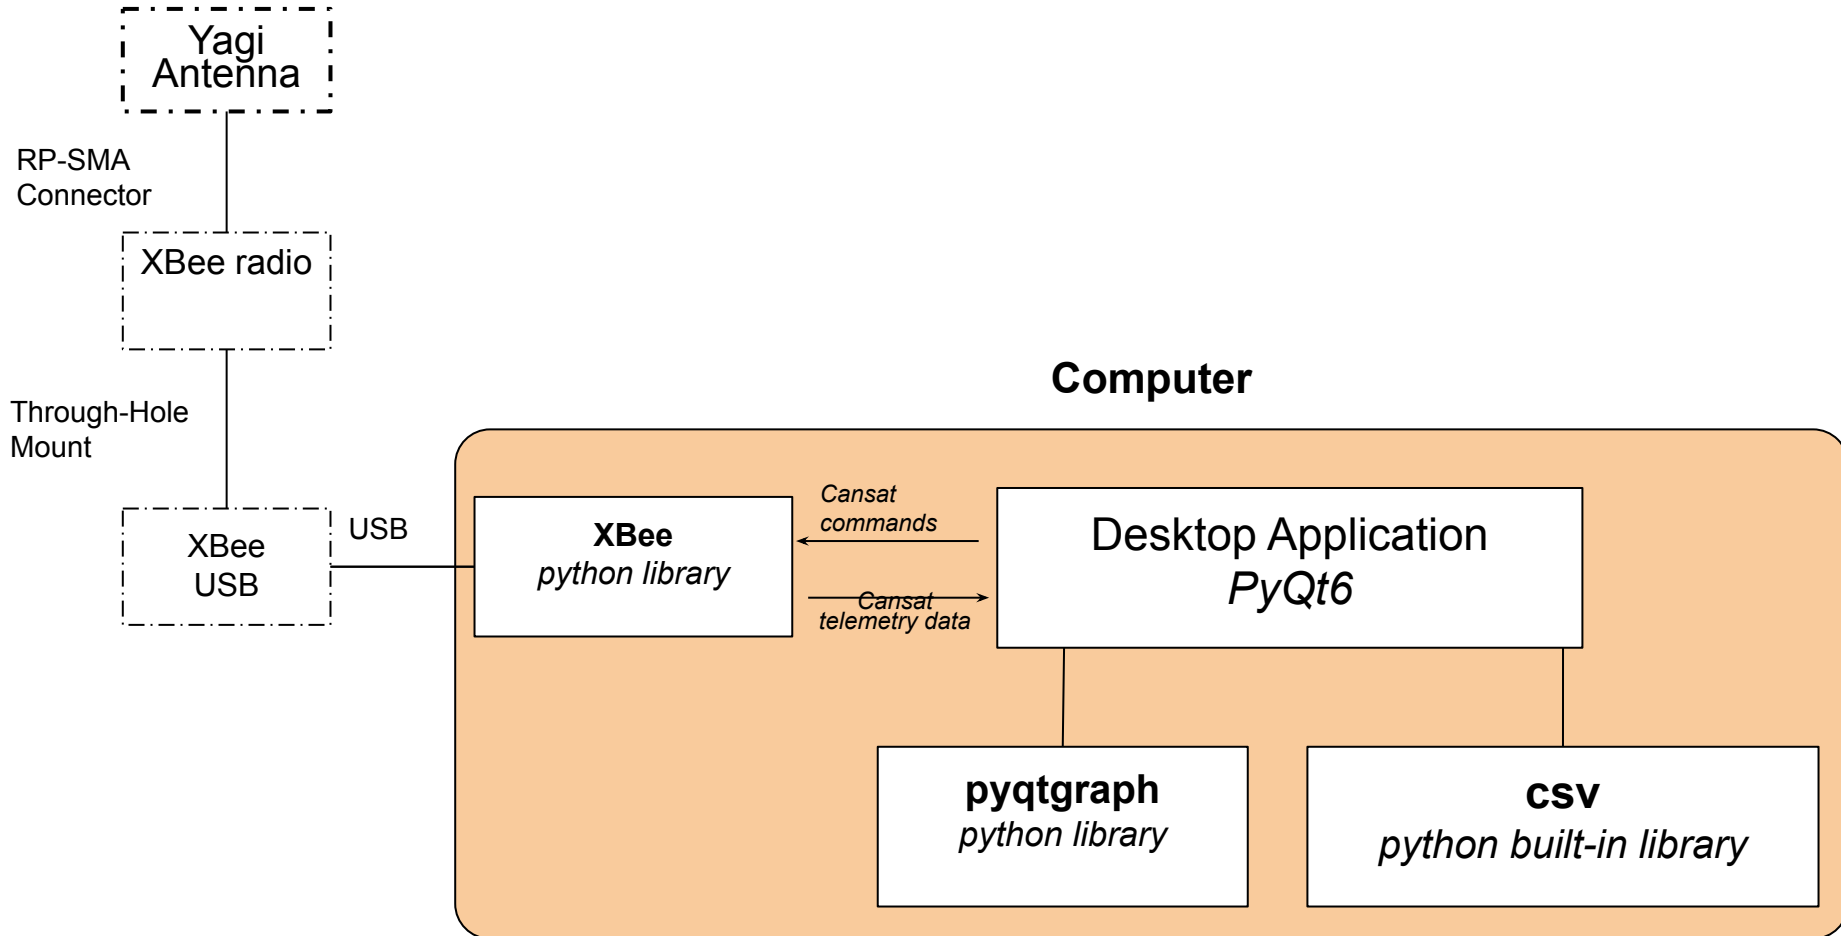 Yagi
Antenna
RP-SMA
Connector
XBee radio
Through-Hole
Mount
XBee
USB
USB
Computer
XBee
python library
Cansat
commands
Cansat
telemetry data
Desktop Application
PyQt6
pyqtgraph
python library
csv
python built-in library